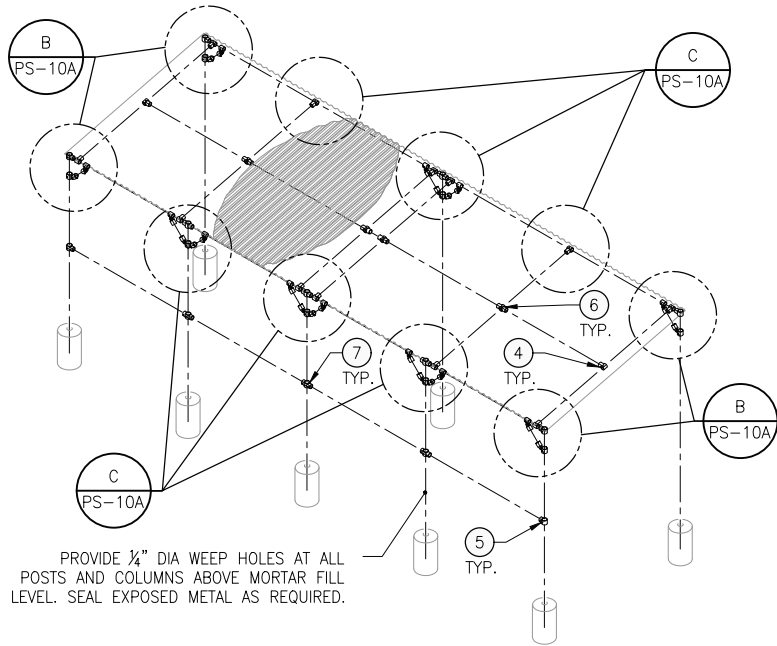 B
PS-10A
C
PS-10A
6
TYP.
7
TYP.
4
TYP.
B
PS-10A
C
PS-10A
5
TYP.
PROVIDE ¼" DIA WEEP HOLES AT ALL
POSTS AND COLUMNS ABOVE MORTAR FILL
LEVEL. SEAL EXPOSED METAL AS REQUIRED.